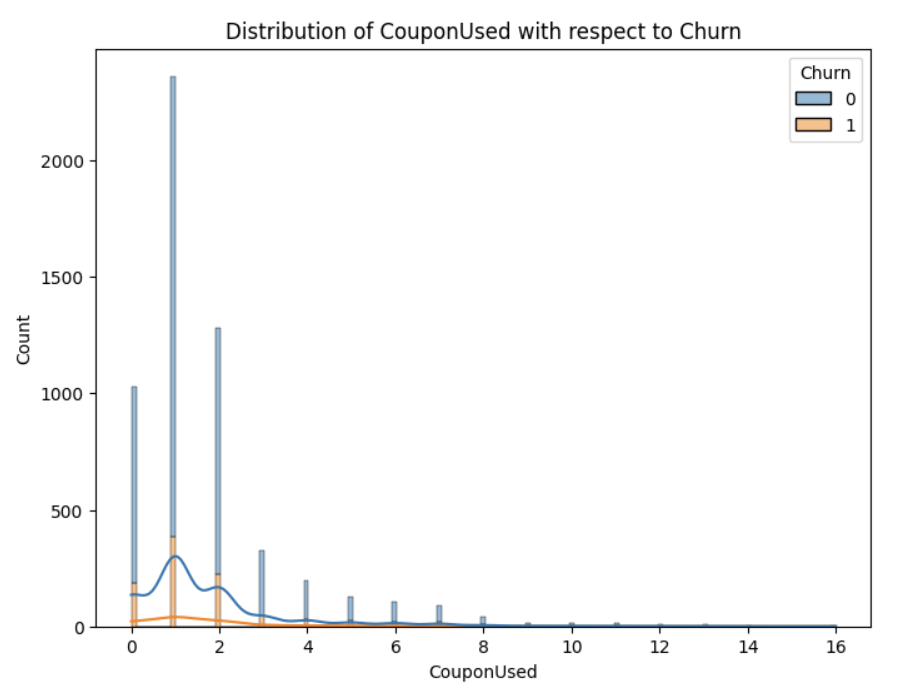 Distribution of CouponUsed with respect to Churn
Churn
0
1
2000
1500
1000
500
0
Count
0 2 4 6 8 10 12 14 16
CouponUsed